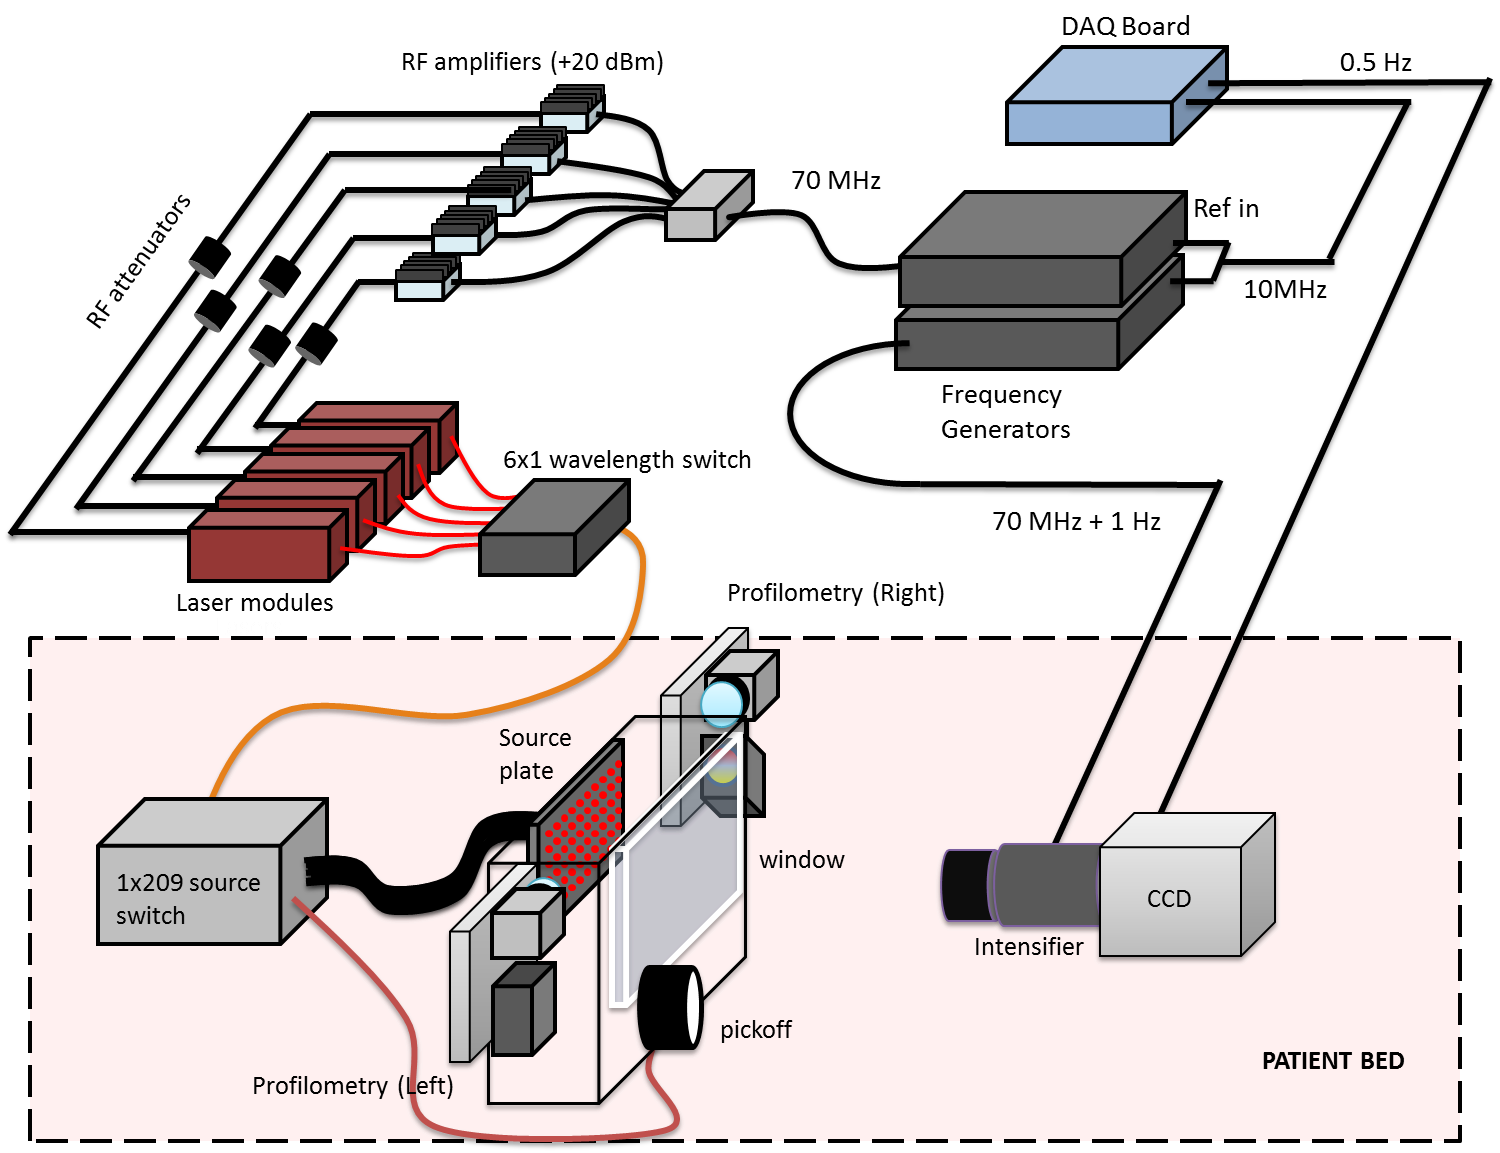 DAQ Board
RF amplifiers (+20 dBm)
0.5 Hz
70 MHz
Ref in
RF attenuators
10MHz
Frequency
Generators
6x1 wavelength switch
70 MHz + 1 Hz
Laser modules
Profilometry (Right)
Source
plate
window
1x209 source
switch
CCD
Intensifier
pickoff
PATIENT BED
Profilometry (Left)